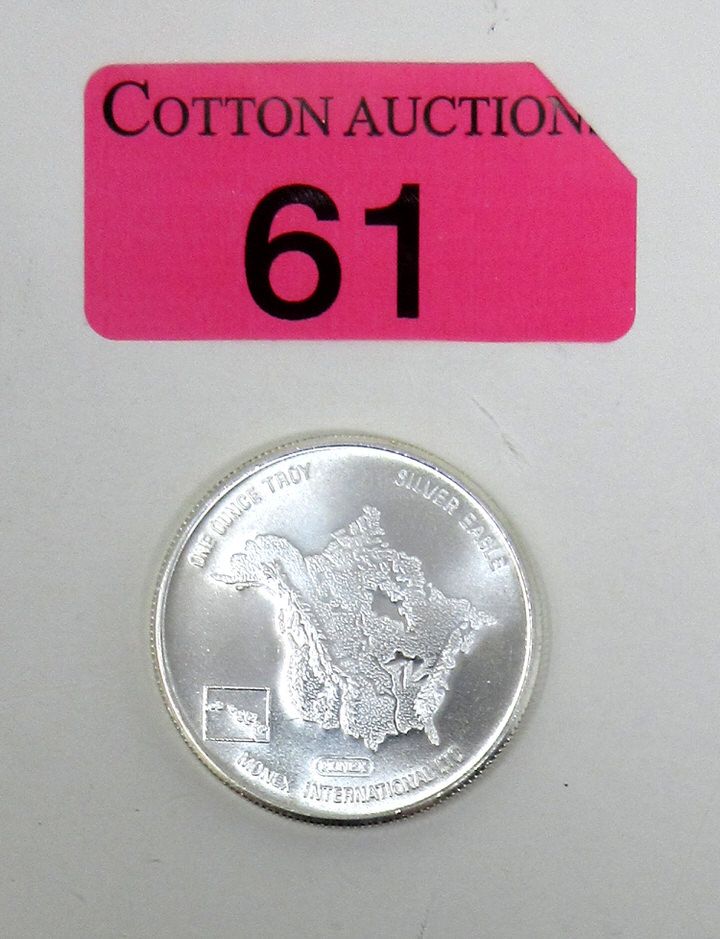 COTTON AUCTION
61
ONE OUNCE TROY
SILVER EAGLE
MONEX
MONEX INTERNATIONAL LTD